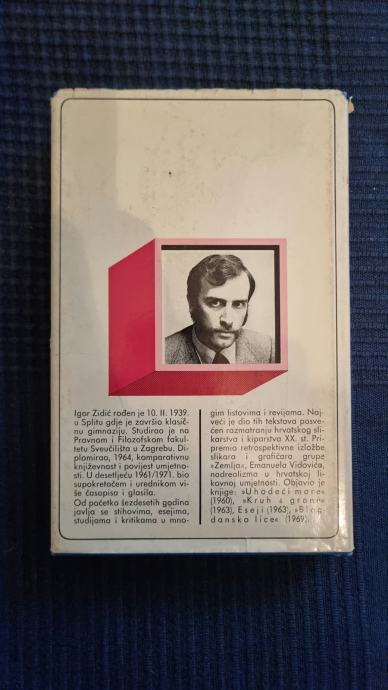 Igor Zidić rođen je 10. II. 1939.
u Splitu gdje je završio klasič-
nu gimnaziju. Studirao je na
Pravnom i Filozofskom fakul-
tetu Sveučilišta u Zagrebu. Di-
plomirao, 1964, komparativnu
književnost i povijest umjetno-
sti. U desetljeću 1961/1971. bio
supokretačem i urednikom vi-
še časopisa i glasila.
Od početka šezdesetih godina
javlja se stihovima, esejima,
studijama i kritikama u mno-
gim listovima i revijama. Naj-
veći je dio tih tekstova posve-
ćen razmatranju hrvatskog sli-
karstva i kiparstva XX. st. Pri-
premio retrospektivne izložbe
slikara i grafičara grupe
»Zemlja«, Emanuela Vidovića,
nadrealizma u hrvatskoj li-
kovnoj umjetnosti. Objavio je
knjige: »Uhodeći more«
(1960), »Kruh s grane«
(1963), Eseji (1963), »Blag-
dansko lice« (1969).